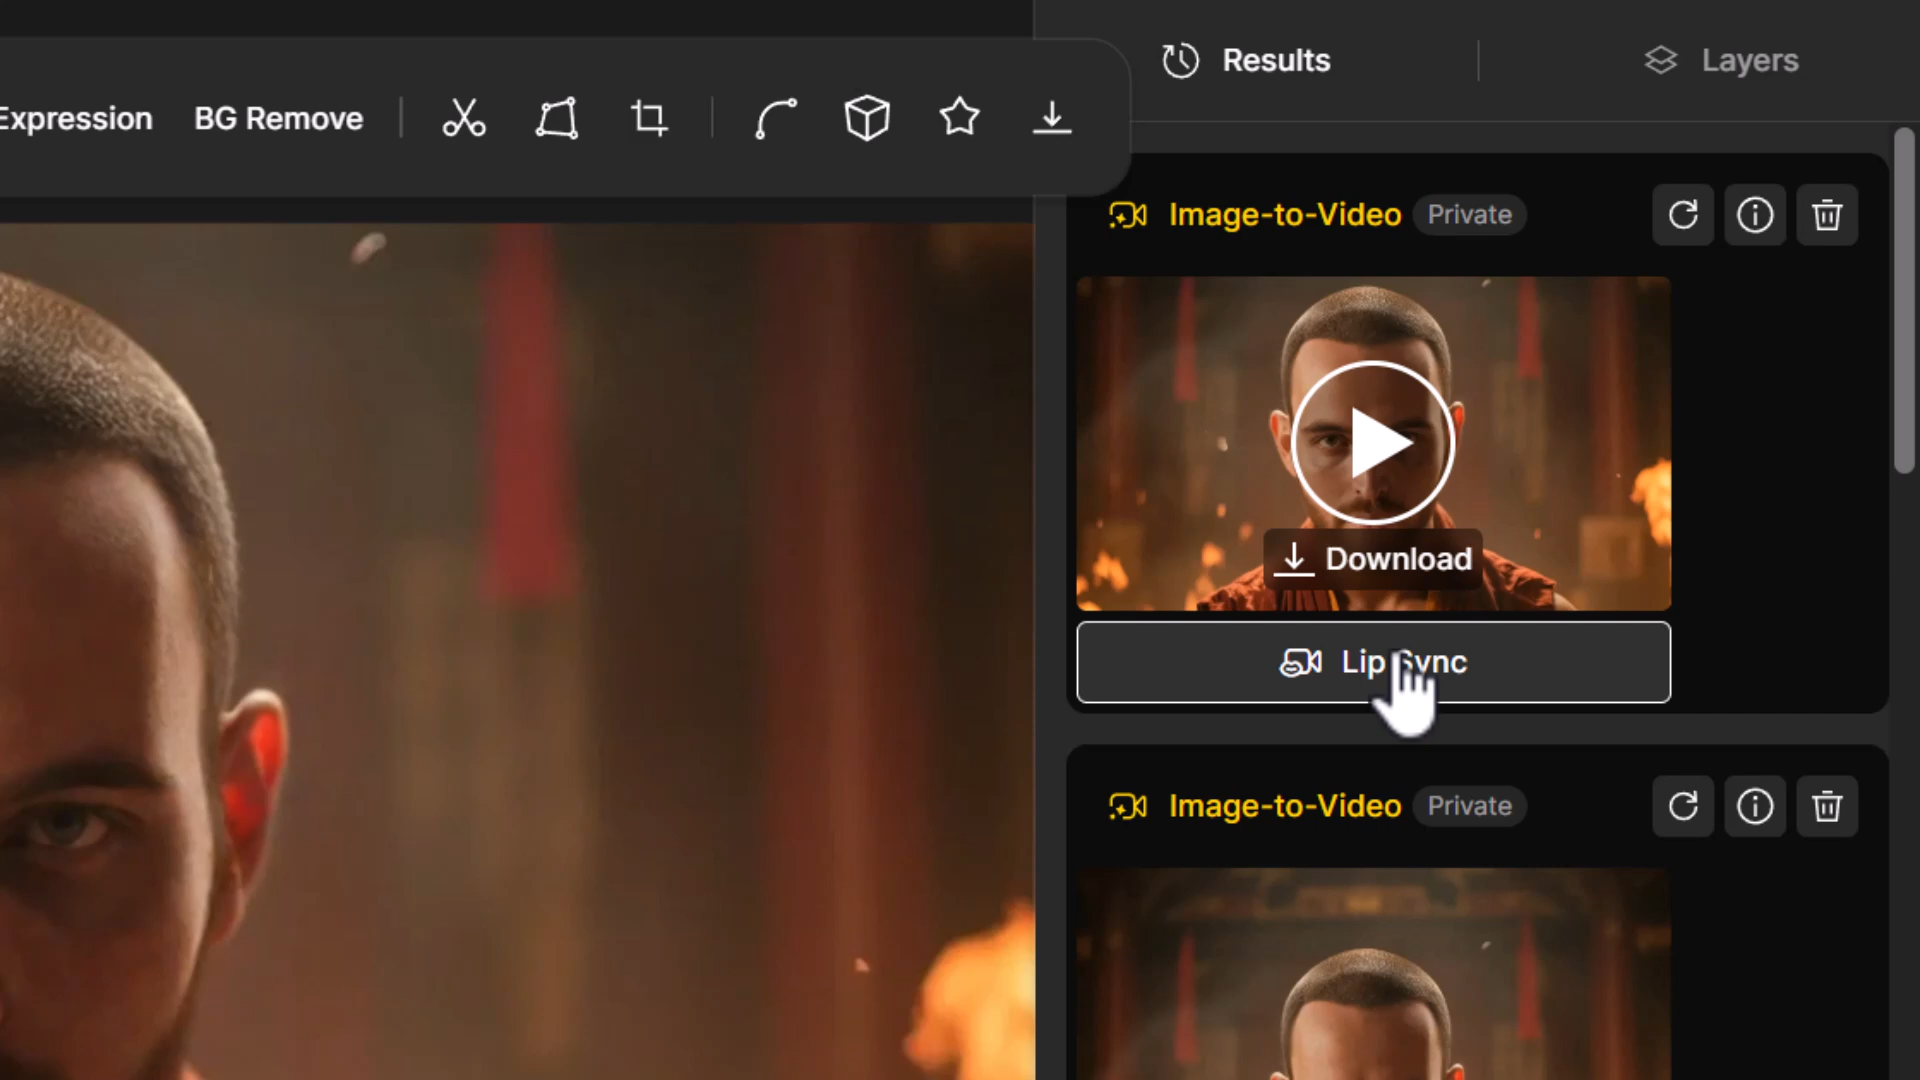 Expression BG Remove
Results Layers
Image-to-Video Private
Download
Lip Sync
Image-to-Video Private